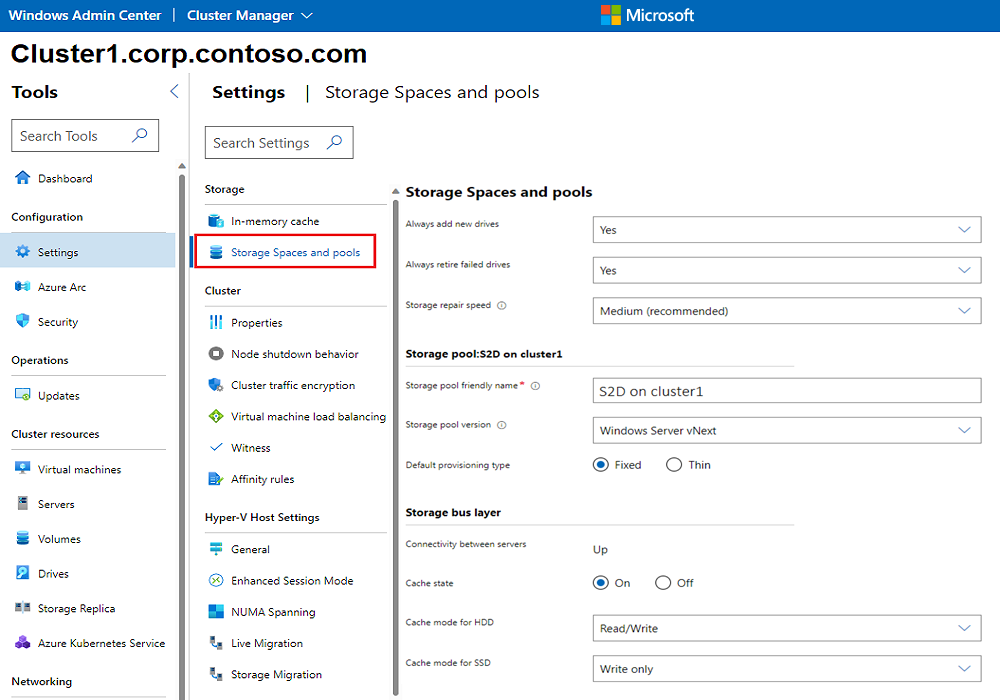 Windows Admin Center | Cluster Manager
Microsoft
Cluster1.corp.contoso.com
Tools
Search Tools
Dashboard
Configuration
Settings
Azure Arc
Security
Operations
Updates
Cluster resources
Virtual machines
Servers
Volumes
Drives
Storage Replica
Azure Kubernetes Service
Networking
Settings | Storage Spaces and pools
Search Settings
Storage
In-memory cache
Storage Spaces and pools
Cluster
Properties
Node shutdown behavior
Cluster traffic encryption
Virtual machine load balancing
Witness
Affinity rules
Hyper-V Host Settings
General
Enhanced Session Mode
NUMA Spanning
Live Migration
Storage Migration
Storage Spaces and pools
Always add new drives
Yes
Always retire failed drives
Yes
Storage repair speed
Medium (recommended)
Storage pool:S2D on cluster1
Storage pool friendly name*
S2D on cluster1
Storage pool version
Windows Server vNext
Default provisioning type
Fixed Thin
Storage bus layer
Connectivity between servers
Up
Cache state
On Off
Cache mode for HDD
Read/Write
Cache mode for SSD
Write only